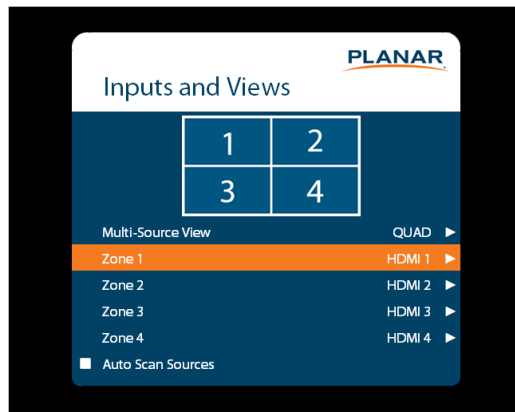 PLANAR
Inputs and Views
1 2
3 4
Multi-Source View QUAD ▶
Zone 1 HDMI 1 ▶
Zone 2 HDMI 2 ▶
Zone 3 HDMI 3 ▶
Zone 4 HDMI 4 ▶
Auto Scan Sources